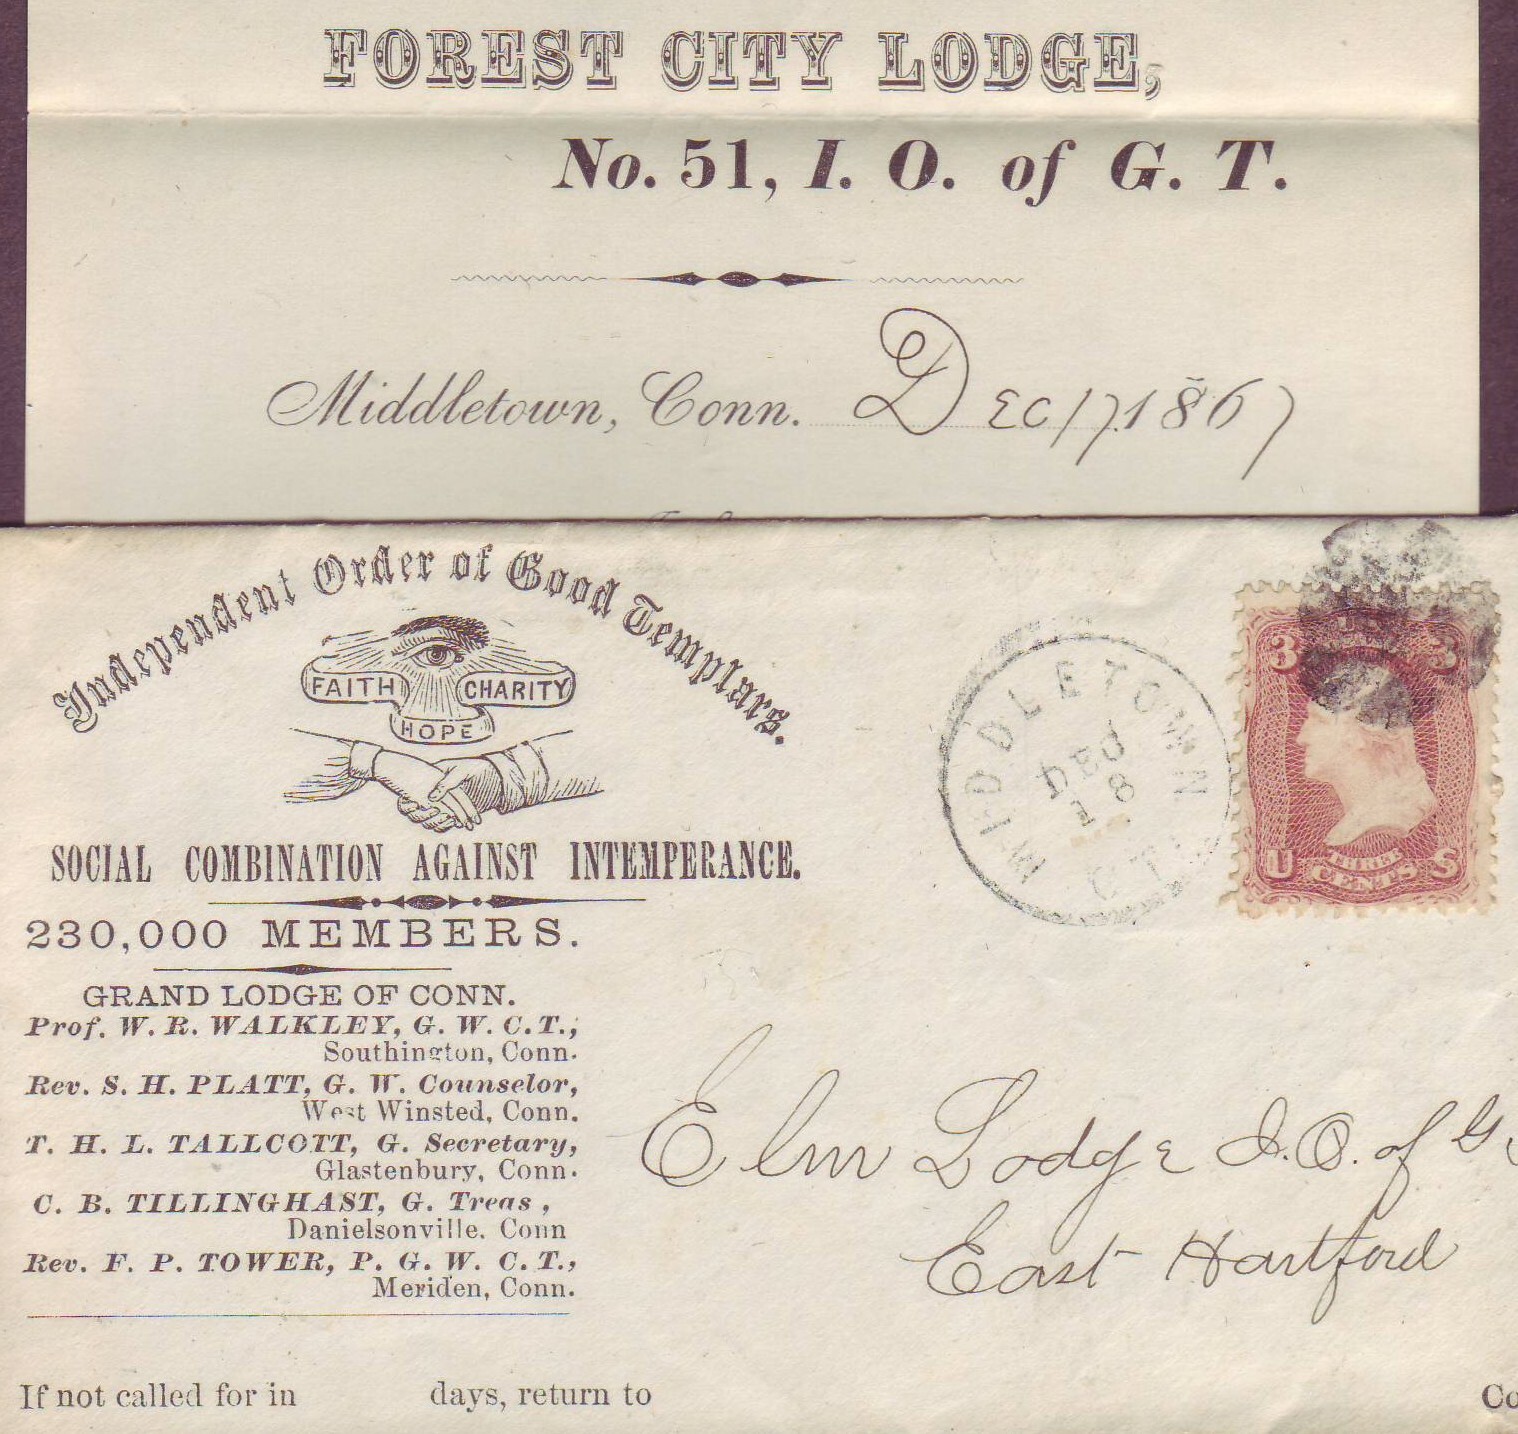 FOREST CITY LODGE,
No. 51, I. O. of G. T.
Middletown, Conn. Dec 17 1867
Independent Order of Good Templars.
FAITH CHARITY
HOPE
SOCIAL COMBINATION AGAINST INTEMPERANCE.
230,000 MEMBERS.
GRAND LODGE OF CONN.
Prof. W. R. WALKLEY, G. W. C. T.,
Southington, Conn.
Rev. S. H. PLATT, G. W. Counselor,
West Winsted, Conn.
T. H. L. TALLCOTT, G. Secretary,
Glastenbury, Conn.
C. B. TILLINGHAST, G. Treas,
Danielsonville. Conn
Rev. F. P. TOWER, P. G. W. C. T.,
Meriden, Conn.
If not called for in days, return to
Co
MIDDLETOWN
DEC
18
CT.
3 3
U THREE S
CENTS
Elm Lodge I.O. of G
East Hartford